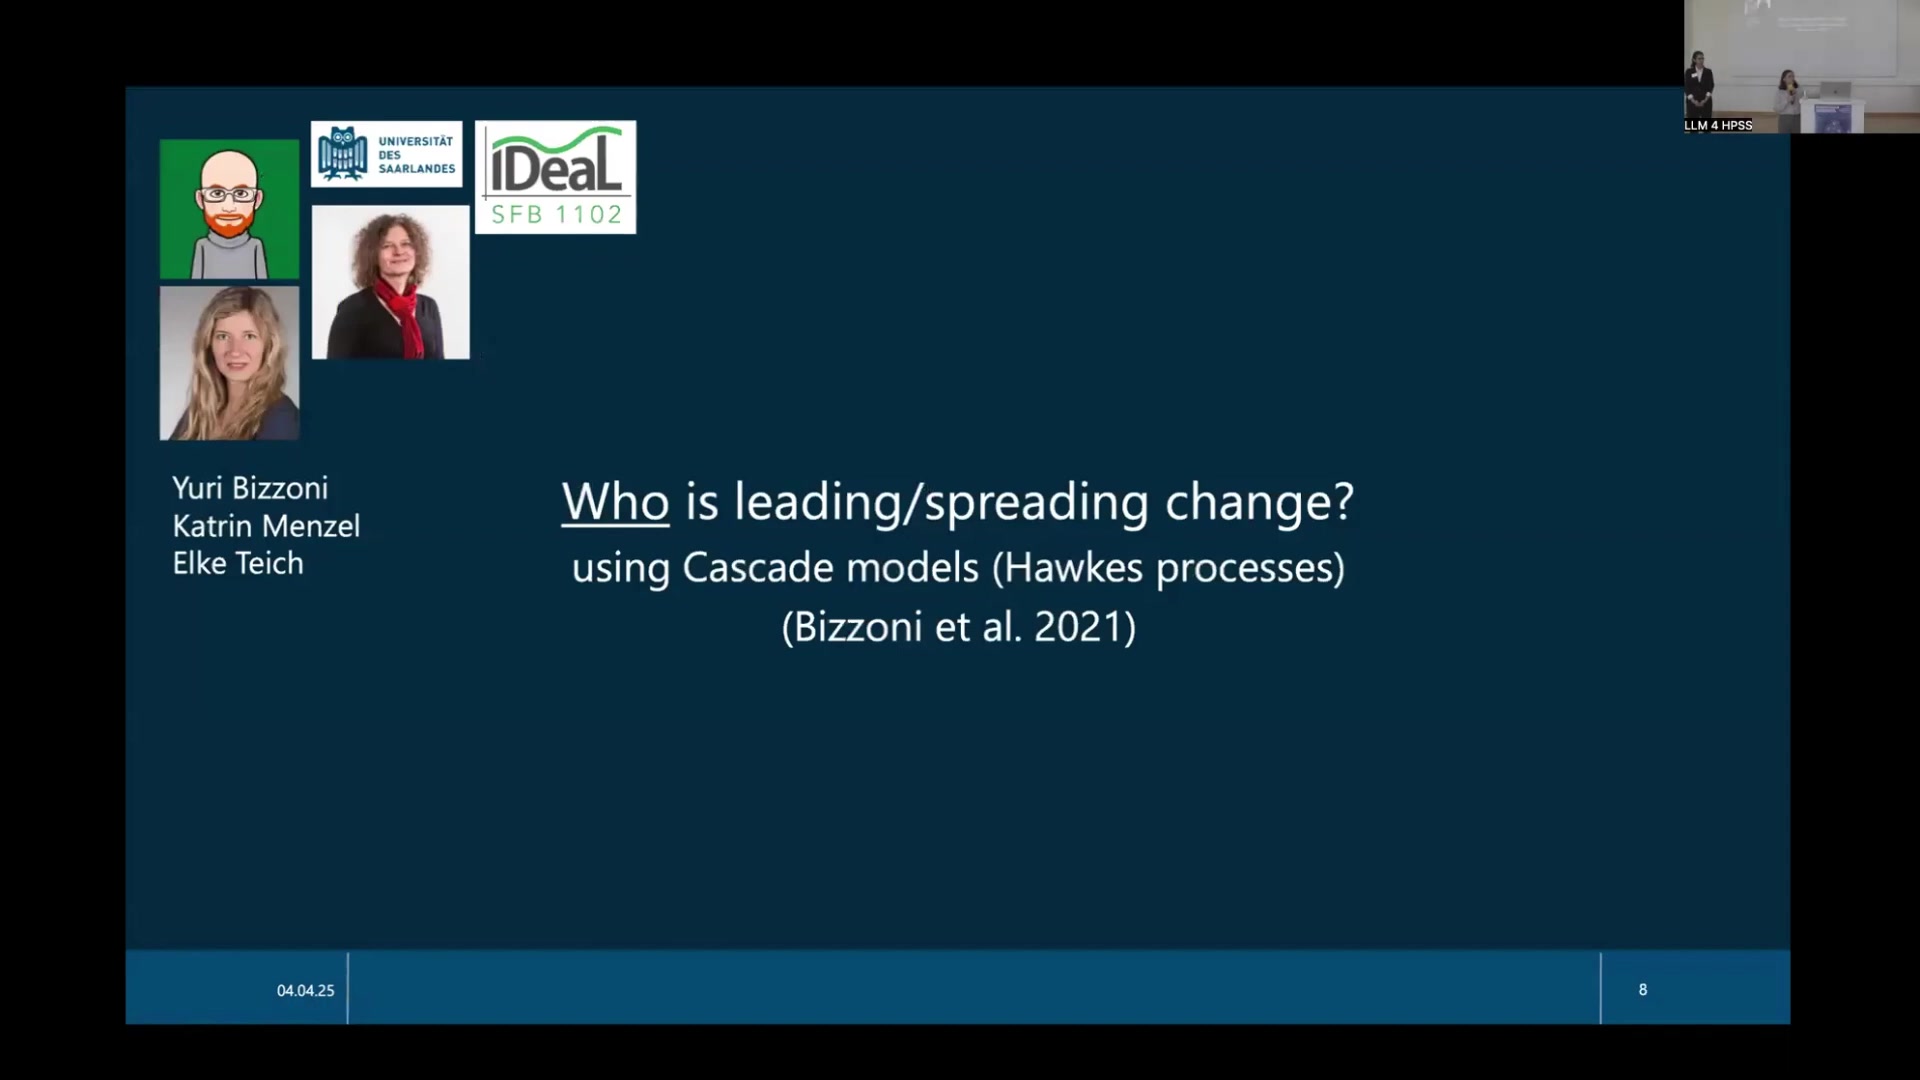 LLM 4 HPSS
UNIVERSITÄT
DES
SAARLANDES
IDeaL
SFB 1102
Yuri Bizzoni
Katrin Menzel
Elke Teich
Who is leading/spreading change?
using Cascade models (Hawkes processes)
(Bizzoni et al. 2021)
04.04.25
8